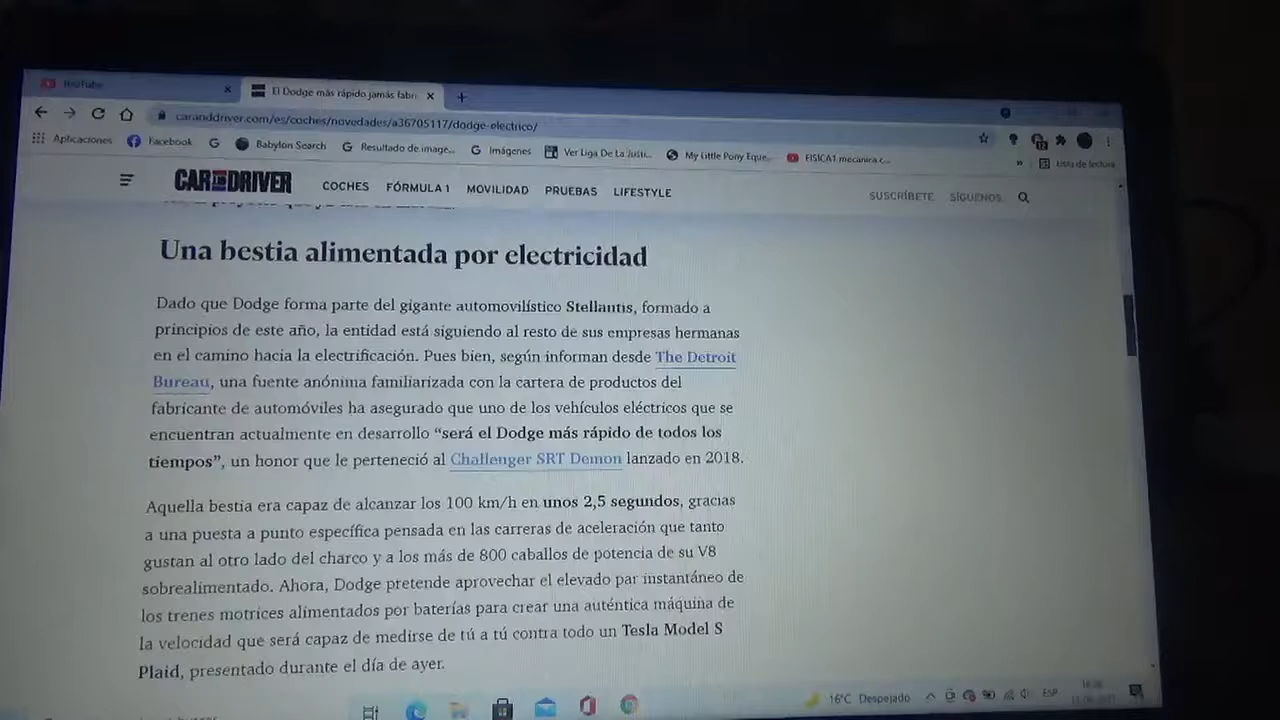 YouTube
El Dodge más rápido jamás fabri
caranddriver.com/es/coches/novedades/a36705117/dodge-electrico/
Aplicaciones Facebook Babylon Search Resultado de image... Imágenes Ver Liga De La Justi... My Little Pony Eque... FISICA1 mecanica c... »
Lista de lectura
CAR AND DRIVER COCHES FÓRMULA 1 MOVILIDAD PRUEBAS LIFESTYLE SUSCRÍBETE SÍGUENOS
Una bestia alimentada por electricidad
Dado que Dodge forma parte del gigante automovilístico Stellantis, formado a
principios de este año, la entidad está siguiendo al resto de sus empresas hermanas
en el camino hacia la electrificación. Pues bien, según informan desde The Detroit
Bureau, una fuente anónima familiarizada con la cartera de productos del
fabricante de automóviles ha asegurado que uno de los vehículos eléctricos que se
encuentran actualmente en desarrollo “será el Dodge más rápido de todos los
tiempos”, un honor que le perteneció al Challenger SRT Demon lanzado en 2018.
Aquella bestia era capaz de alcanzar los 100 km/h en unos 2,5 segundos, gracias
a una puesta a punto específica pensada en las carreras de aceleración que tanto
gustan al otro lado del charco y a los más de 800 caballos de potencia de su V8
sobrealimentado. Ahora, Dodge pretende aprovechar el elevado par instantáneo de
los trenes motrices alimentados por baterías para crear una auténtica máquina de
la velocidad que será capaz de medirse de tú a tú contra todo un Tesla Model S
Plaid, presentado durante el día de ayer.
16°C Despejado ESP